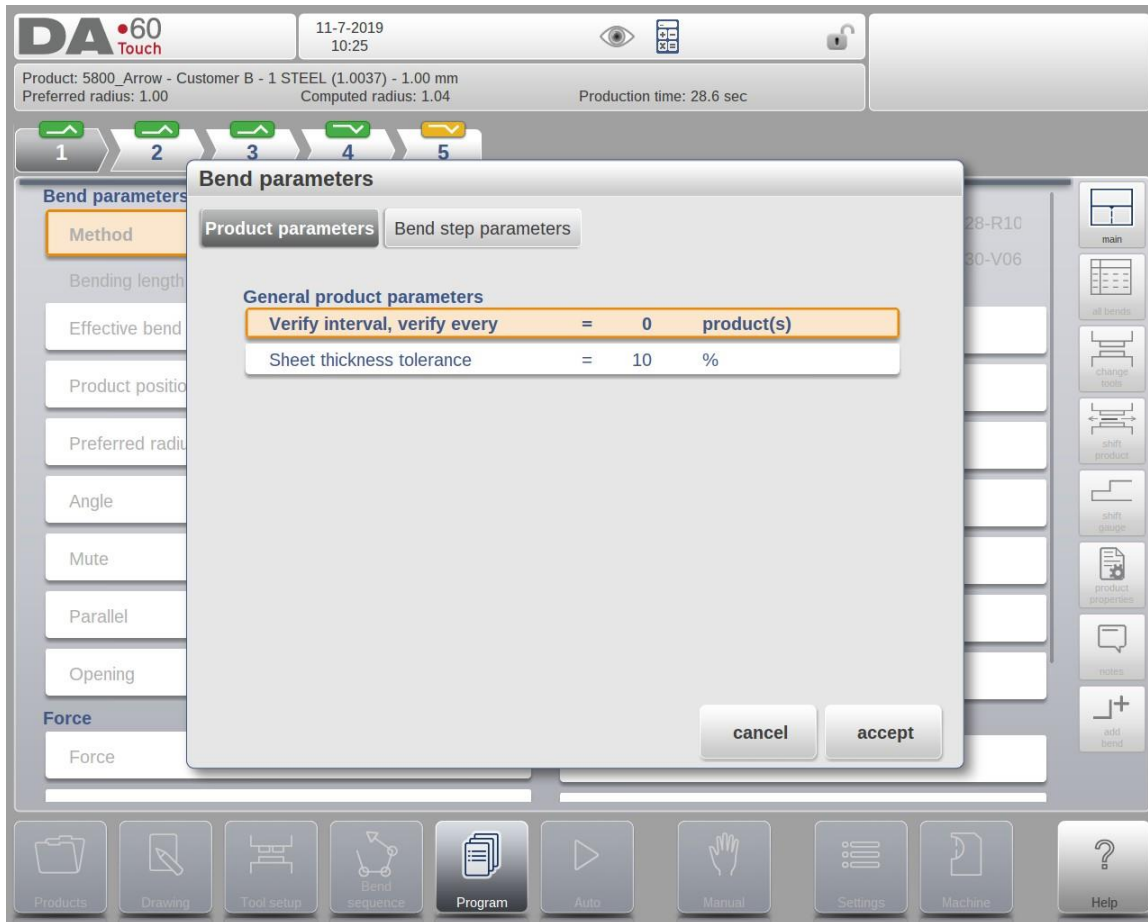 DA•60
Touch
11-7-2019
10:25
Product: 5800_Arrow - Customer B - 1 STEEL (1.0037) - 1.00 mm
Preferred radius: 1.00 Computed radius: 1.04 Production time: 28.6 sec
1 2 3 4 5
Bend parameters
Product parameters Bend step parameters
General product parameters
Verify interval, verify every = 0 product(s)
Sheet thickness tolerance = 10 %
cancel accept
Bend parameters
Method
28-R10
Bending length
30-V06
Effective bend
Product positio
Preferred radiu
Angle
Mute
Parallel
Opening
Force
Force
main
all bends
change
tools
shift
product
shift
gauge
product
properties
notes
add
bend
Products
Drawing
Tool setup
Bend
sequence
Program
Auto
Manual
Settings
Machine
Help